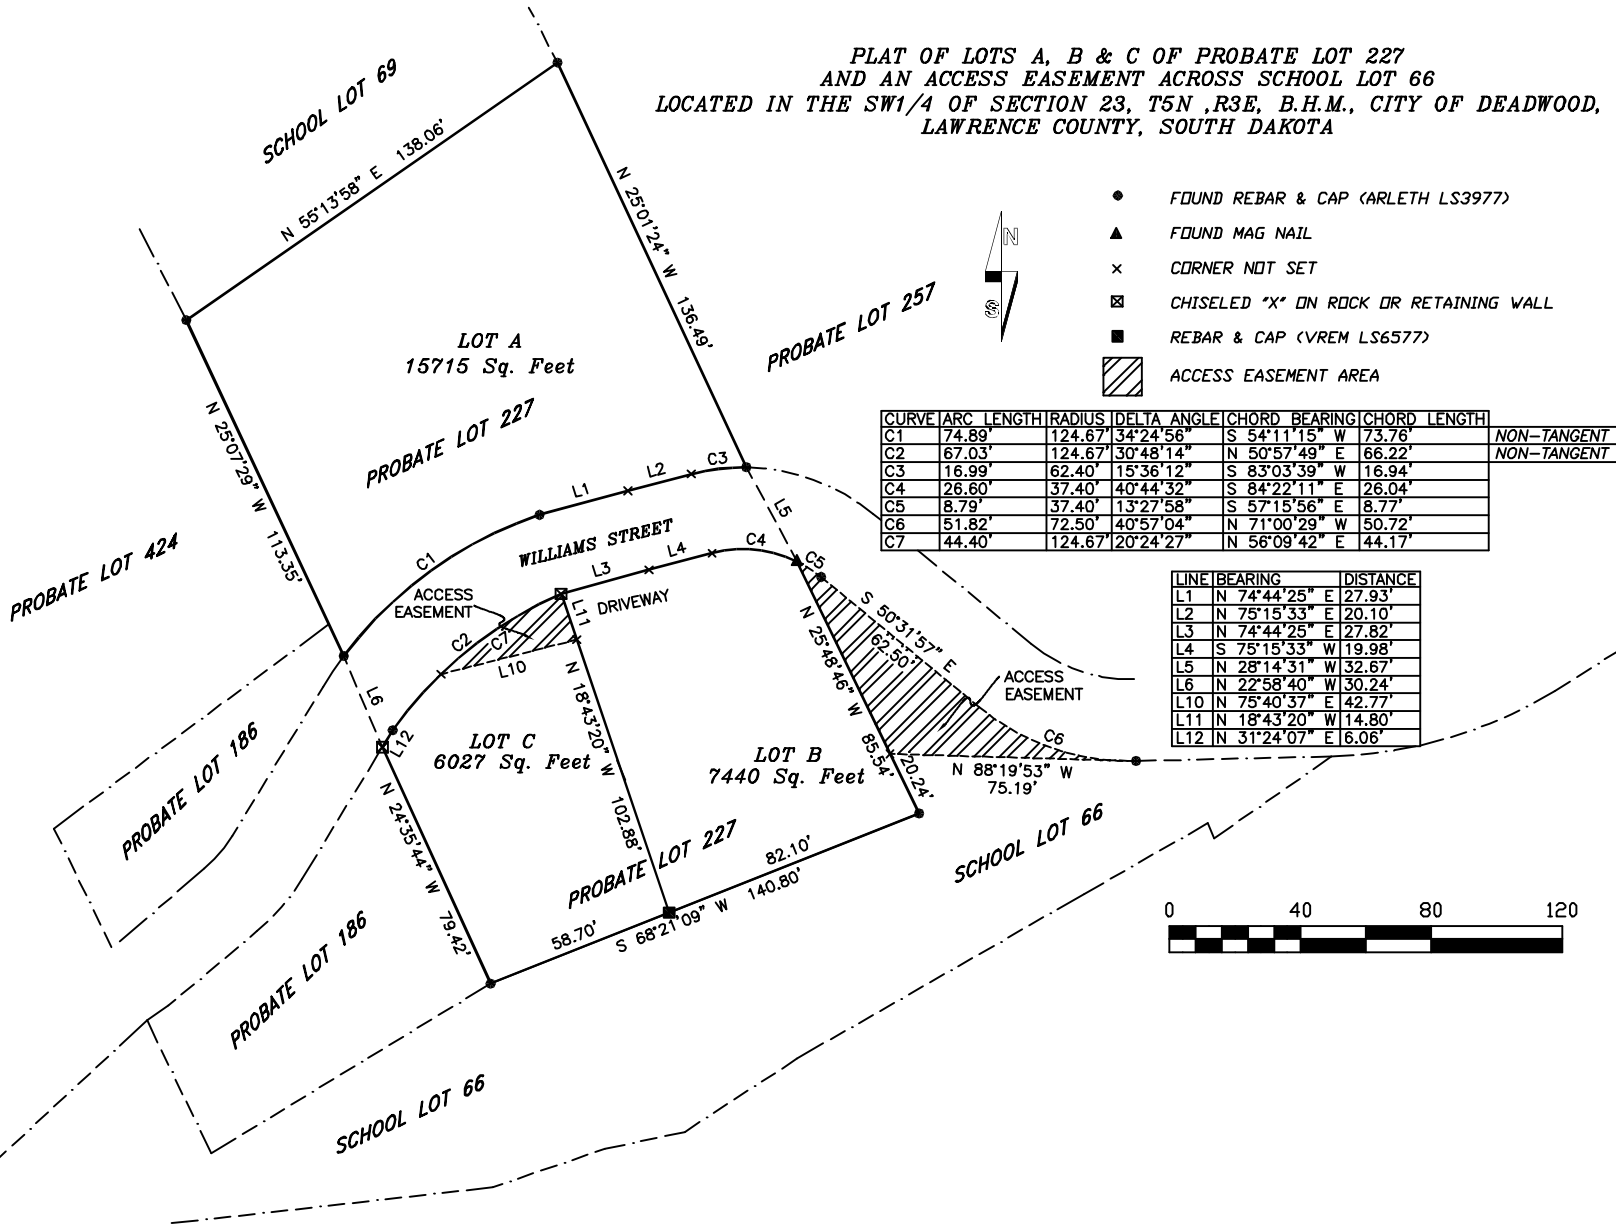 PLAT OF LOTS A, B & C OF PROBATE LOT 227
AND AN ACCESS EASEMENT ACROSS SCHOOL LOT 66
LOCATED IN THE SW1/4 OF SECTION 23, T5N ,R3E, B.H.M., CITY OF DEADWOOD,
LAWRENCE COUNTY, SOUTH DAKOTA
FOUND REBAR & CAP (ARLETH LS3977)
FOUND MAG NAIL
CORNER NOT SET
CHISELED "X" ON ROCK OR RETAINING WALL
REBAR & CAP (VREM LS6577)
ACCESS EASEMENT AREA
N
S
CURVE ARC LENGTH RADIUS DELTA ANGLE CHORD BEARING CHORD LENGTH
C1 74.89' 124.67' 34°24'56" S 54°11'15" W 73.76' NON-TANGENT
C2 67.03' 124.67' 30°48'14" N 50°57'49" E 66.22' NON-TANGENT
C3 16.99' 62.40' 15°36'12" S 83°03'39" W 16.94'
C4 26.60' 37.40' 40°44'32" S 84°22'11" E 26.04'
C5 8.79' 37.40' 13°27'58" S 57°15'56" E 8.77'
C6 51.82' 72.50' 40°57'04" N 71°00'29" W 50.72'
C7 44.40' 124.67' 20°24'27" N 56°09'42" E 44.17'
LINE BEARING DISTANCE
L1 N 74°44'25" E 27.93'
L2 N 75°15'33" E 20.10'
L3 N 74°44'25" E 27.82'
L4 S 75°15'33" W 19.98'
L5 N 28°14'31" W 32.67'
L6 N 22°58'40" W 30.24'
L10 N 75°40'37" E 42.77'
L11 N 18°43'20" W 14.80'
L12 N 31°24'07" E 6.06'
SCHOOL LOT 69
N 55°13'58" E 138.06'
N 25°01'24" W 136.49'
LOT A
15715 Sq. Feet
PROBATE LOT 257
PROBATE LOT 227
N 25°07'29" W 113.35'
PROBATE LOT 424
C1
L1
L2
C3
L5
WILLIAMS STREET
L3
L4
C4
C5
ACCESS
EASEMENT
DRIVEWAY
C2
C7
L11
L10
L6
L12
S 50°31'57" E
62.50'
N 25°48'46" W 85.54'
20.24'
ACCESS
EASEMENT
C6
N 88°19'53" W
75.19'
N 18°43'20" W 102.88'
LOT C
6027 Sq. Feet
LOT B
7440 Sq. Feet
PROBATE LOT 186
N 24°35'44" W 79.42'
PROBATE LOT 227
82.10'
58.70'
S 68°21'09" W 140.80'
SCHOOL LOT 66
PROBATE LOT 186
SCHOOL LOT 66
0 40 80 120